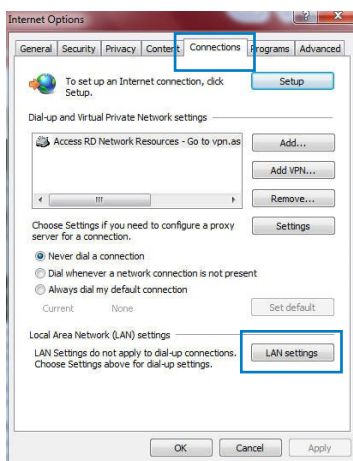 Internet Options
General Security Privacy Content Connections Programs Advanced
To set up an Internet connection, click Setup.
Setup
Dial-up and Virtual Private Network settings
Access RD Network Resources - Go to vpn.as
Add...
Add VPN...
Remove...
Choose Settings if you need to configure a proxy
server for a connection.
Settings
Never dial a connection
Dial whenever a network connection is not present
Always dial my default connection
Current None
Set default
Local Area Network (LAN) settings
LAN Settings do not apply to dial-up connections.
Choose Settings above for dial-up settings.
LAN settings
OK Cancel Apply